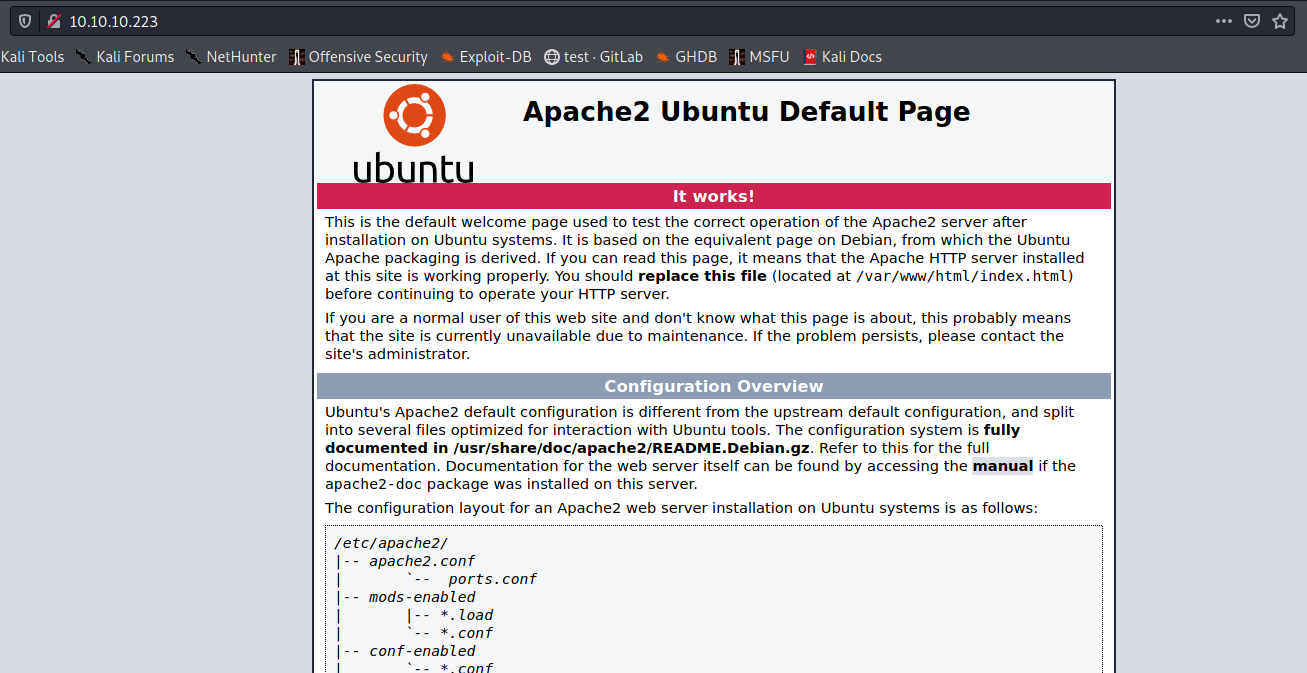 10.10.10.223
Kali Tools Kali Forums NetHunter Offensive Security Exploit-DB test · GitLab GHDB MSFU Kali Docs
ubuntu
Apache2 Ubuntu Default Page
It works!
This is the default welcome page used to test the correct operation of the Apache2 server after
installation on Ubuntu systems. It is based on the equivalent page on Debian, from which the Ubuntu
Apache packaging is derived. If you can read this page, it means that the Apache HTTP server installed
at this site is working properly. You should replace this file (located at /var/www/html/index.html)
before continuing to operate your HTTP server.
If you are a normal user of this web site and don't know what this page is about, this probably means
that the site is currently unavailable due to maintenance. If the problem persists, please contact the
site's administrator.
Configuration Overview
Ubuntu's Apache2 default configuration is different from the upstream default configuration, and split
into several files optimized for interaction with Ubuntu tools. The configuration system is fully
documented in /usr/share/doc/apache2/README.Debian.gz. Refer to this for the full
documentation. Documentation for the web server itself can be found by accessing the manual if the
apache2-doc package was installed on this server.
The configuration layout for an Apache2 web server installation on Ubuntu systems is as follows:
/etc/apache2/
|-- apache2.conf
|       `--  ports.conf
|-- mods-enabled
|       |-- *.load
|       `-- *.conf
|-- conf-enabled
|       `-- *.conf